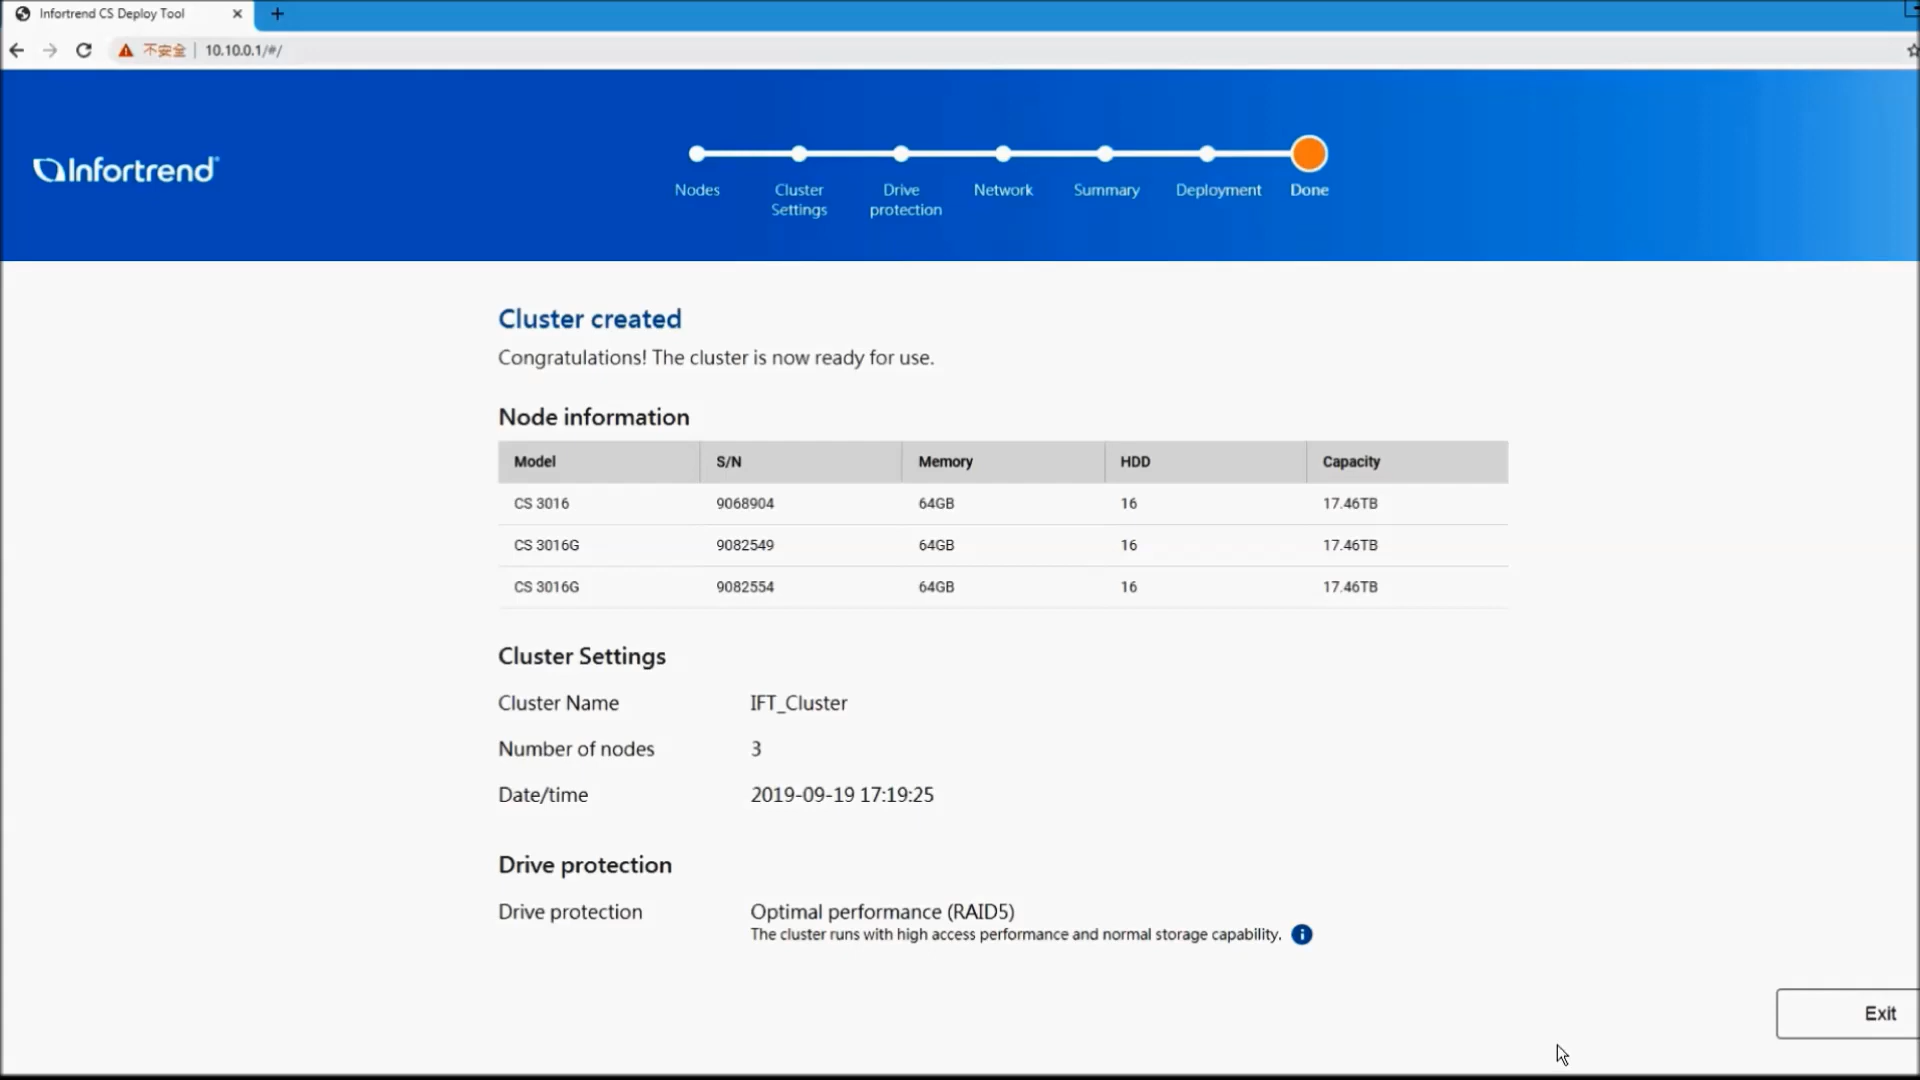 Infortrend CS Deploy Tool
不安全 10.10.0.1/#/
Infortrend
Nodes
Cluster
Settings
Drive
protection
Network
Summary
Deployment
Done
Cluster created
Congratulations! The cluster is now ready for use.
Node information
Model S/N Memory HDD Capacity
CS 3016 9068904 64GB 16 17.46TB
CS 3016G 9082549 64GB 16 17.46TB
CS 3016G 9082554 64GB 16 17.46TB
Cluster Settings
Cluster Name IFT_Cluster
Number of nodes 3
Date/time 2019-09-19 17:19:25
Drive protection
Drive protection Optimal performance (RAID5)
The cluster runs with high access performance and normal storage capability.
Exit